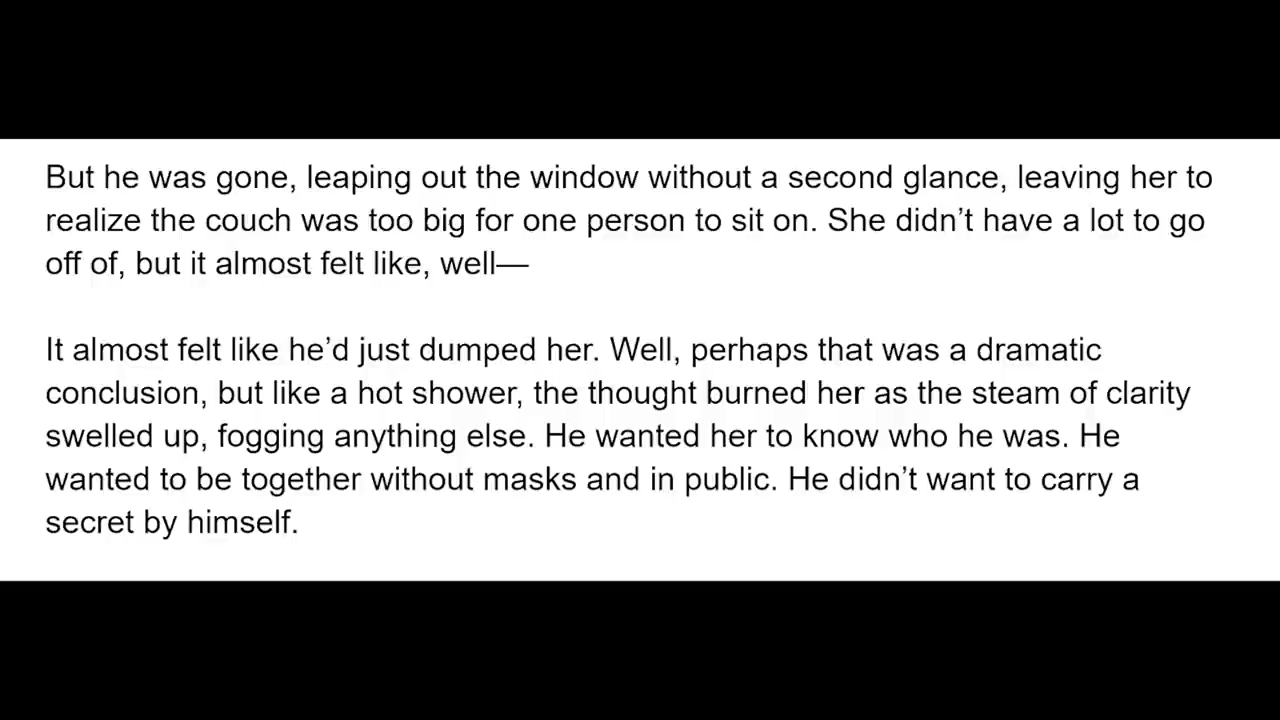 But he was gone, leaping out the window without a second glance, leaving her to
realize the couch was too big for one person to sit on. She didn’t have a lot to go
off of, but it almost felt like, well—
It almost felt like he’d just dumped her. Well, perhaps that was a dramatic
conclusion, but like a hot shower, the thought burned her as the steam of clarity
swelled up, fogging anything else. He wanted her to know who he was. He
wanted to be together without masks and in public. He didn’t want to carry a
secret by himself.